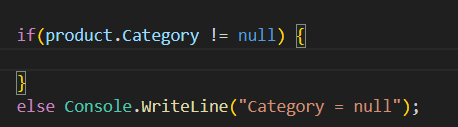 if(product.Category != null) {
}
else Console.WriteLine("Category = null");